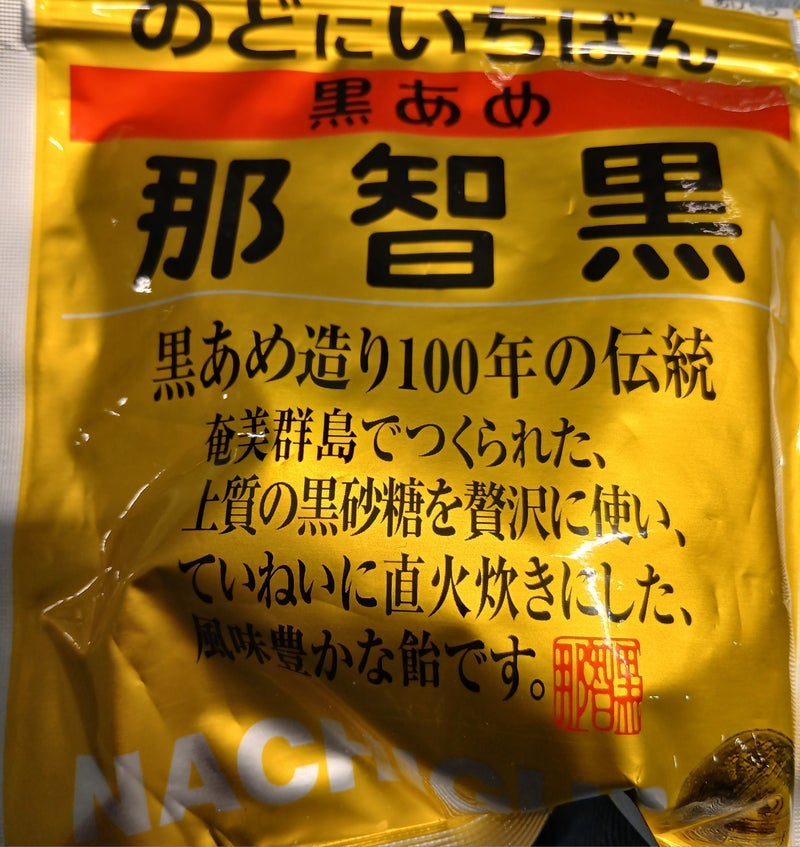 のどにいちばん
黒あめ
那智黒
黒あめ造り100年の伝統
奄美群島でつくられた、
上質の黒砂糖を贅沢に使い、
ていねいに直火炊きにした、
風味豊かな飴です。
那智黒